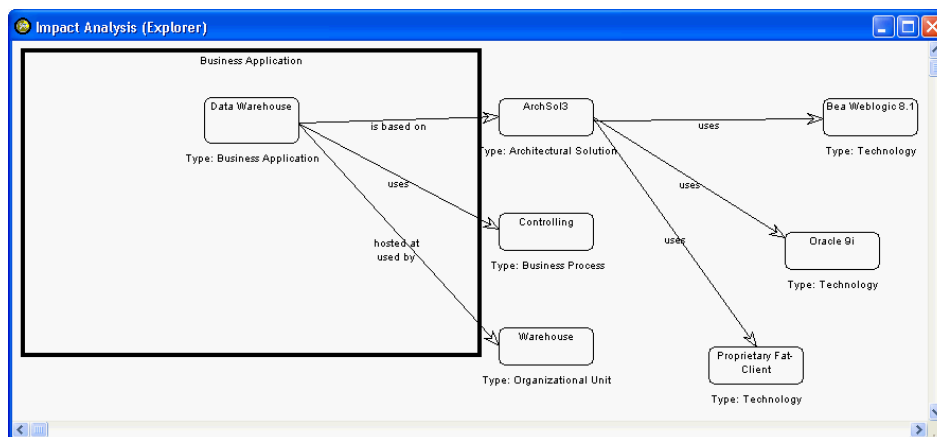 Impact Analysis (Explorer)
Business Application
Data Warehouse
Type: Business Application
is based on
uses
hosted at
used by
ArchSol3
Type: Architectural Solution
Controlling
Type: Business Process
Warehouse
Type: Organizational Unit
uses
uses
uses
Bea Weblogic 8.1
Type: Technology
Oracle 9i
Type: Technology
Proprietary Fat-
Client
Type: Technology